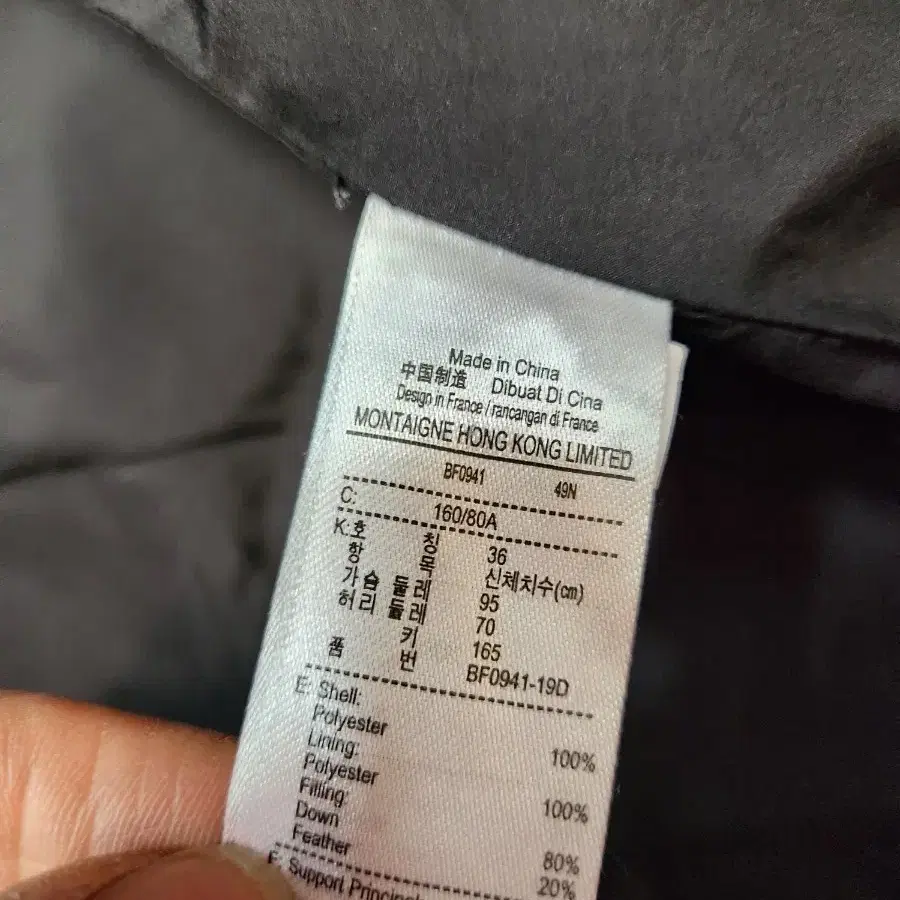 Made in China
中国制造 Dibuat Di Cina
Design in France / rancangan di France
MONTAIGNE HONG KONG LIMITED
BF0941 49N
C: 160/80A
K:호 칭 36
항 목 신체치수(㎝)
가슴 둘레 95
허리 둘레 70
키 165
품 번 BF0941-19D
E: Shell:
Polyester 100%
Lining:
Polyester 100%
Filling:
Down 80%
Feather 20%
F: Support Principal